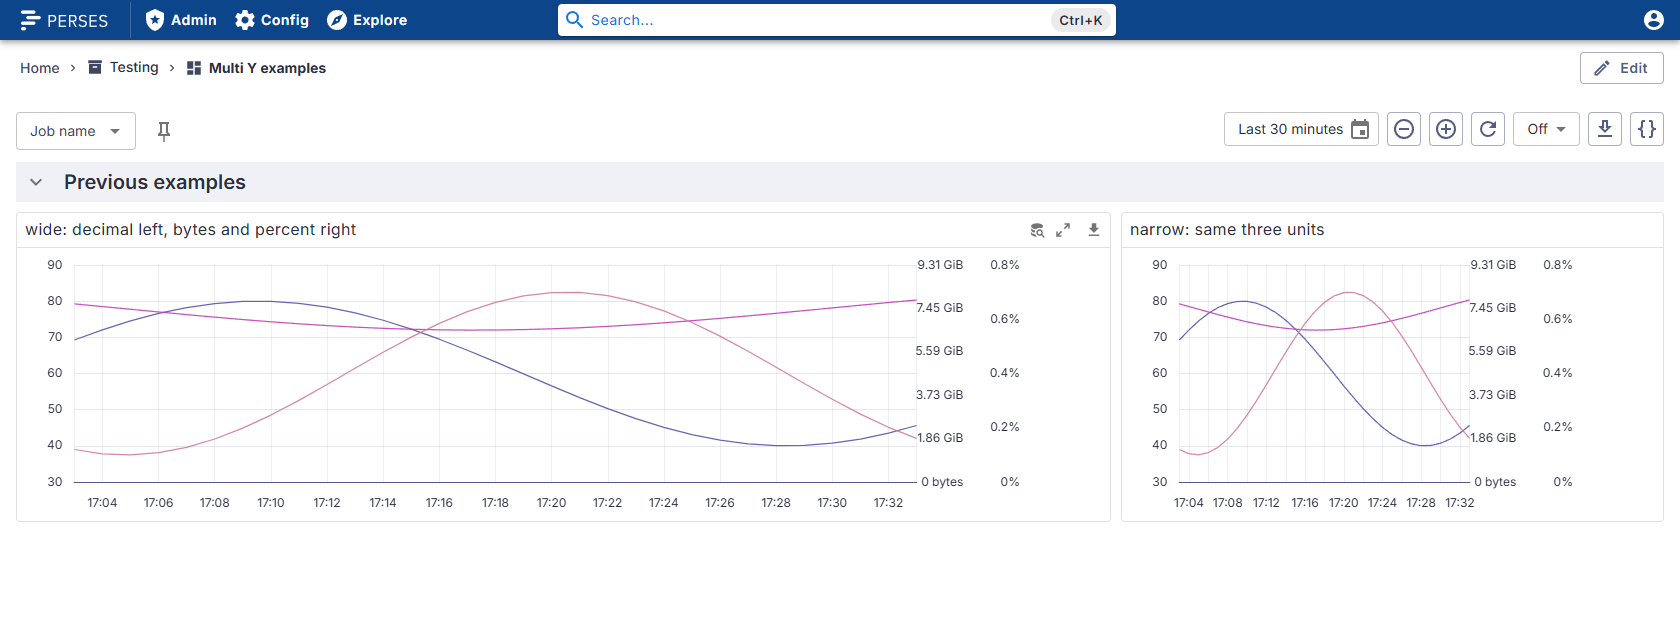 PERSES Admin Config Explore Search... Ctrl+K
Home › Testing › Multi Y examples Edit
Job name Last 30 minutes Off {}
Previous examples
wide: decimal left, bytes and percent right
90 9.31 GiB 0.8%
80 7.45 GiB
70 0.6%
60 5.59 GiB 0.4%
50 3.73 GiB
40 1.86 GiB 0.2%
30 0 bytes 0%
17:04 17:06 17:08 17:10 17:12 17:14 17:16 17:18 17:20 17:22 17:24 17:26 17:28 17:30 17:32
narrow: same three units
90 9.31 GiB 0.8%
80 7.45 GiB
70 0.6%
60 5.59 GiB 0.4%
50 3.73 GiB
40 1.86 GiB 0.2%
30 0 bytes 0%
17:04 17:08 17:12 17:16 17:20 17:24 17:28 17:32